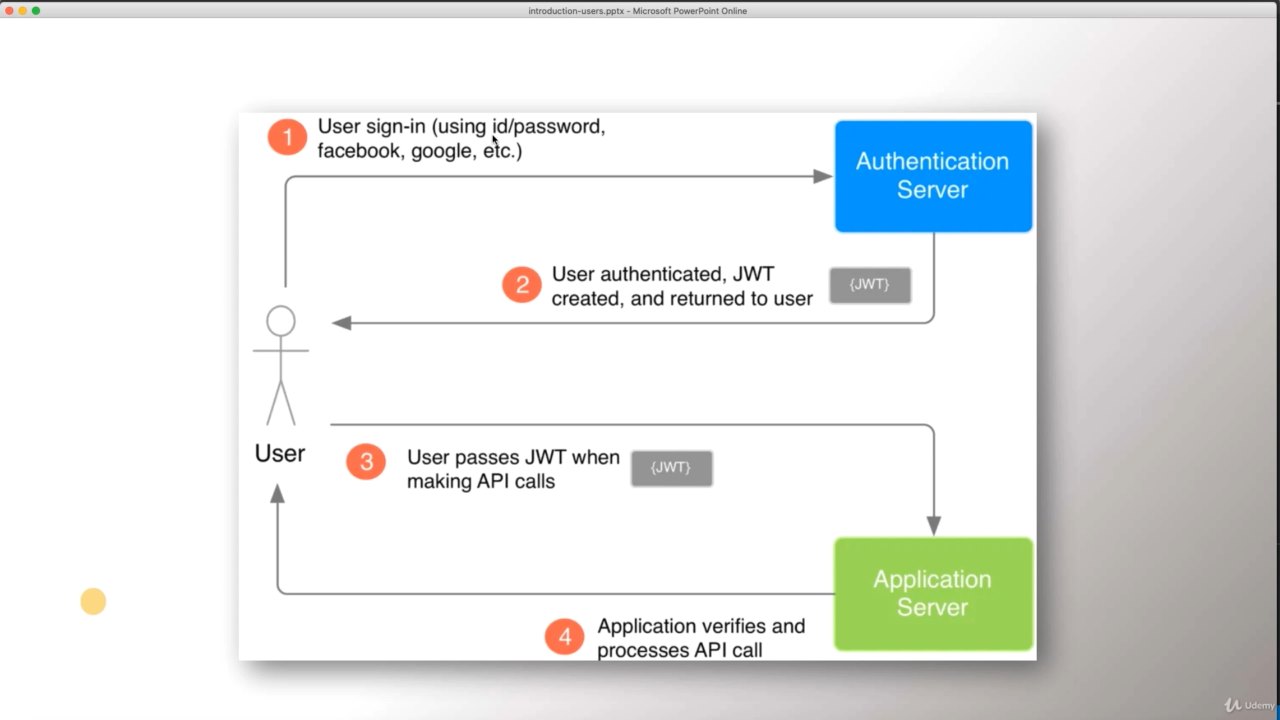 introduction-users.pptx - Microsoft PowerPoint Online
1
User sign-in (using id/password,
facebook, google, etc.)
Authentication
Server
2
User authenticated, JWT
created, and returned to user
{JWT}
User
3
User passes JWT when
making API calls
{JWT}
Application
Server
4
Application verifies and
processes API call
Udemy